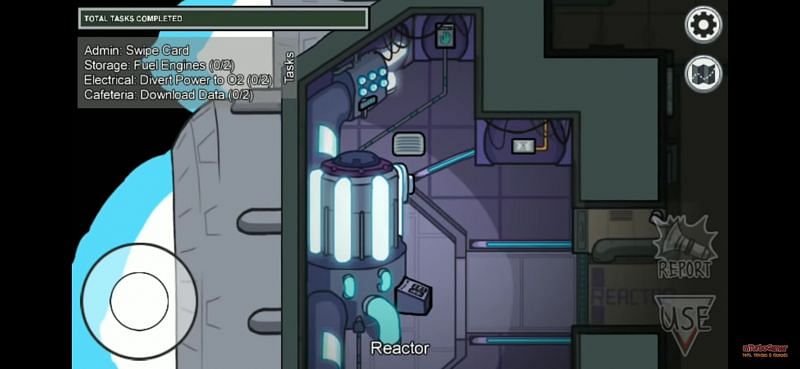 TOTAL TASKS COMPLETED
Admin: Swipe Card
Storage: Fuel Engines (0/2)
Electrical: Divert Power to O2 (0/2)
Cafeteria: Download Data (0/2)
Tasks
REPORT
REACTOR
USE
Reactor